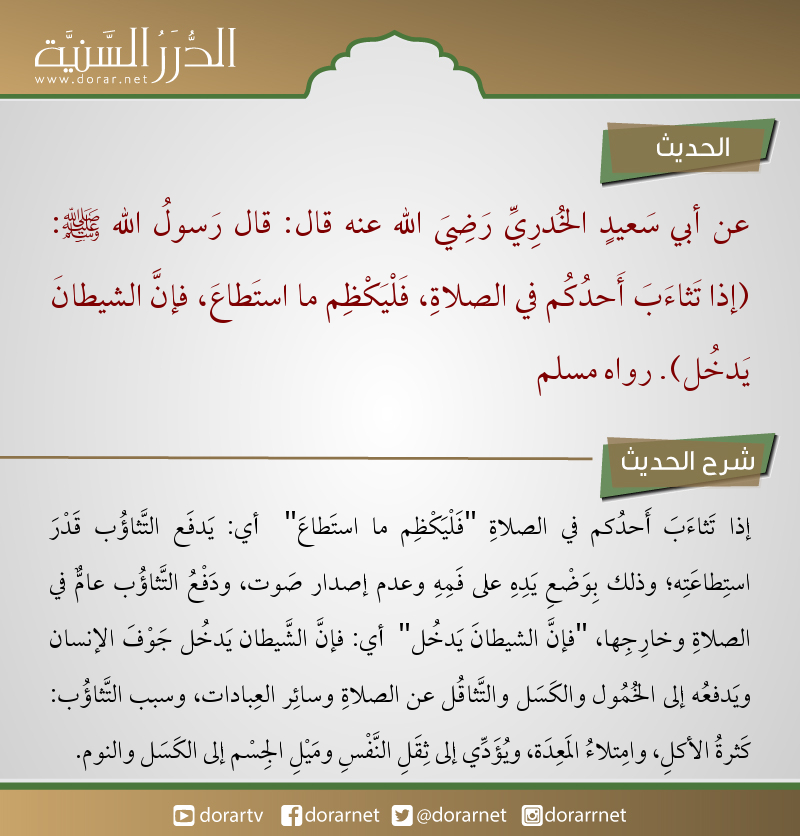 الدُّرَرُ السَّنيَّة
www.dorar.net
الحديث
عن أبي سَعيدٍ الخُدرِيِّ رَضِيَ الله عنه قال: قال رَسولُ الله ﷺ:
(إذا تَثاءَبَ أَحدُكُم في الصلاةِ، فَلْيَكْظِم ما استَطاعَ، فإنَّ الشيطانَ
يَدخُل). رواه مسلم
شرح الحديث
إذا تَثاءَبَ أَحدُكم في الصلاةِ "فَلْيَكْظِم ما استَطاعَ" أي: يَدفَع التَّثاؤُب قَدْرَ
استِطاعَتِه؛ وذلك بِوَضْعِ يَدِهِ على فَمِهِ وعدم إصدار صَوت، ودَفْعُ التَّثاؤُب عامٌّ في
الصلاةِ وخارِجِها، "فإنَّ الشيطانَ يَدخُل" أي: فإنَّ الشَّيطان يَدخُل جَوْفَ الإنسان
ويَدفعُه إلى الخُمُول والكَسَل والتَّثاقُل عن الصلاةِ وسائِر العِبادات، وسبب التَّثاؤُب:
كَثرةُ الأكلِ، وامِتلاءُ المَعِدَة، ويُؤَدِّي إلى ثِقَلِ النَّفْسِ ومَيْلِ الجِسْم إلى الكَسَل والنوم.
dorartv dorarnet @dorarnet dorarrnet